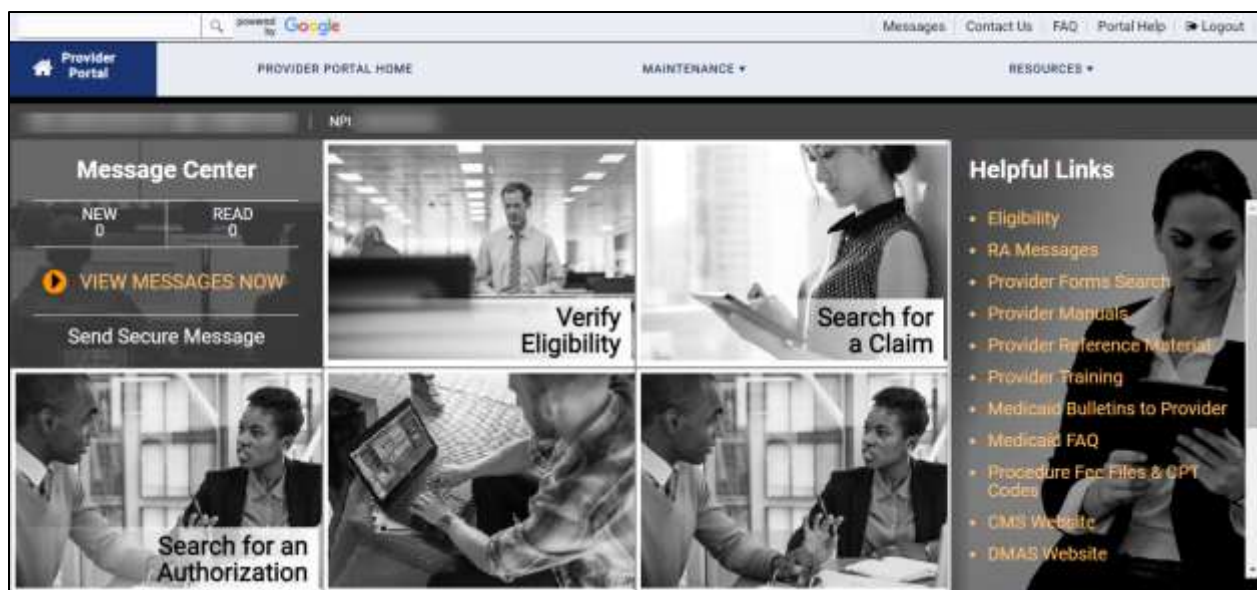 powered by Google
Messages
Contact Us
FAQ
Portal Help
Logout
Provider
Portal
PROVIDER PORTAL HOME
MAINTENANCE
RESOURCES
NPI
Message Center
NEW
0
READ
0
VIEW MESSAGES NOW
Send Secure Message
Verify
Eligibility
Search for
a Claim
Search for an
Authorization
Helpful Links
Eligibility
RA Messages
Provider Forms Search
Provider Manuals
Provider Reference Material
Provider Training
Medicaid Bulletins to Provider
Medicaid FAQ
Procedure Fee Files & CPT
Codes
CMS Website
DMAS Website